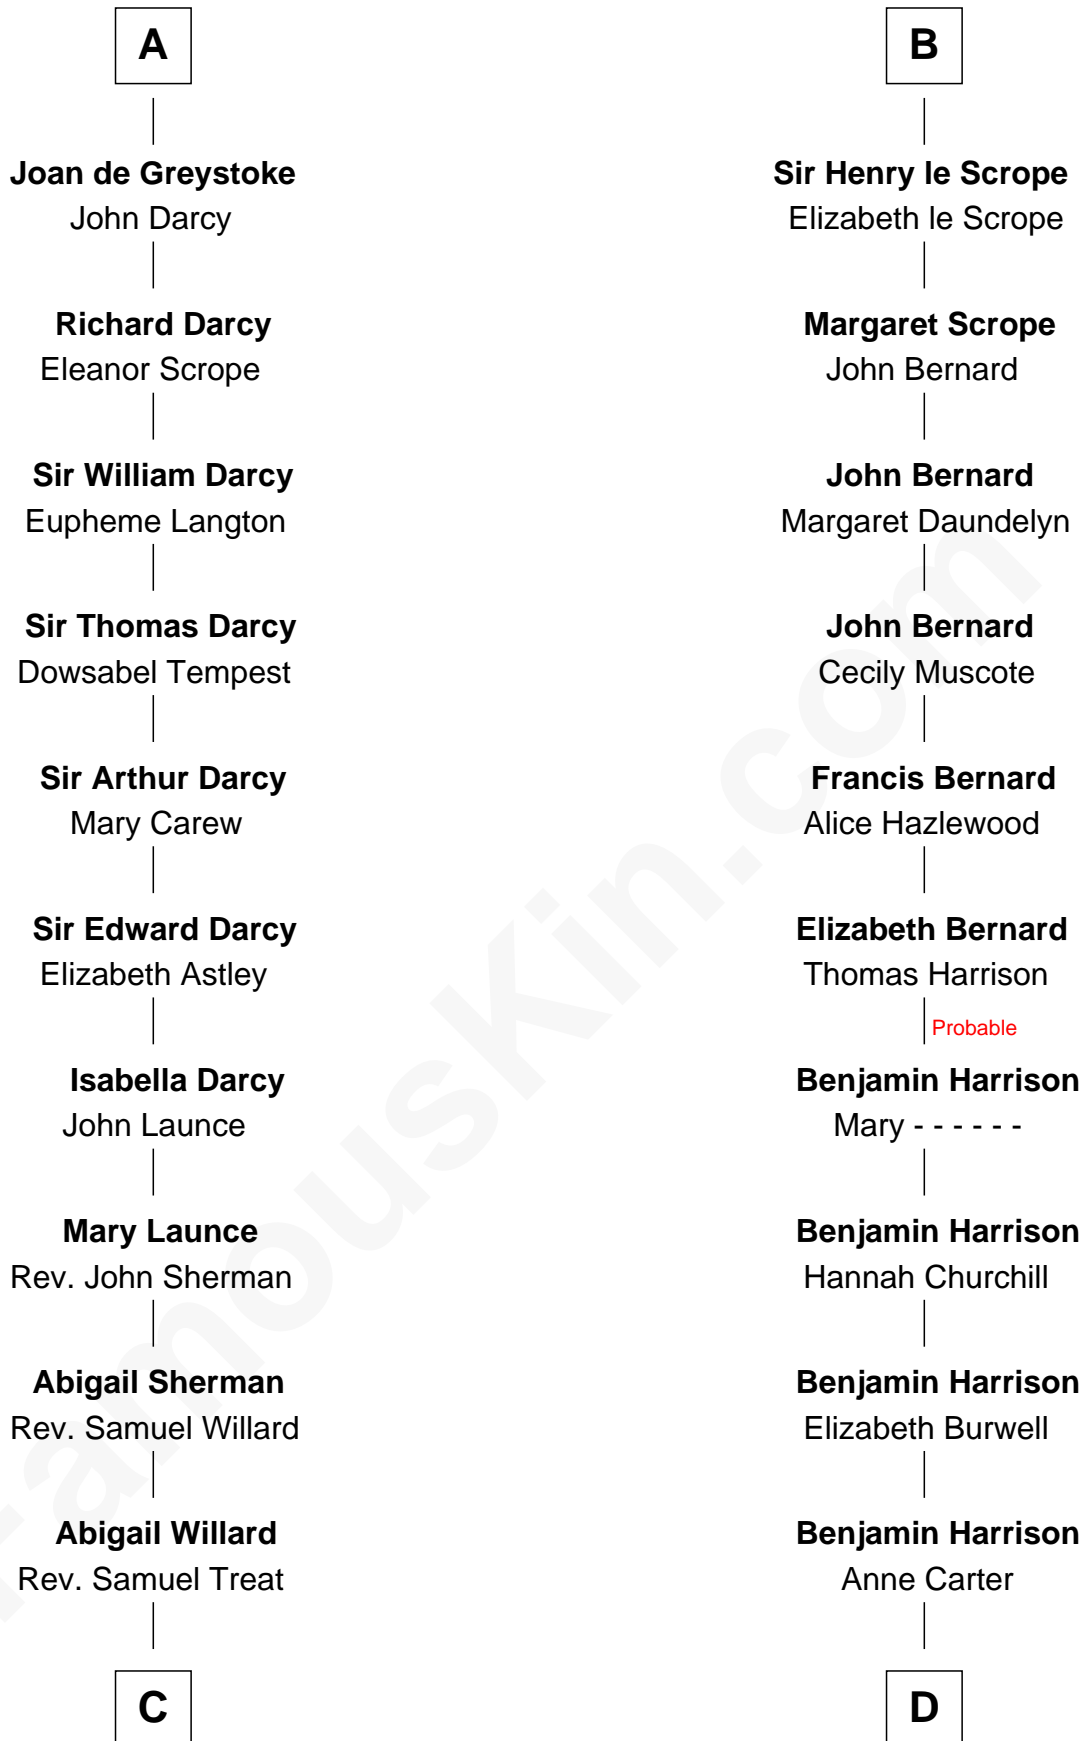 A
Joan de Greystoke
John Darcy
Richard Darcy
Eleanor Scrope
Sir William Darcy
Eupheme Langton
Sir Thomas Darcy
Dowsabel Tempest
Sir Arthur Darcy
Mary Carew
Sir Edward Darcy
Elizabeth Astley
Isabella Darcy
John Launce
Mary Launce
Rev. John Sherman
Abigail Sherman
Rev. Samuel Willard
Abigail Willard
Rev. Samuel Treat
C
B
Sir Henry le Scrope
Elizabeth le Scrope
Margaret Scrope
John Bernard
John Bernard
Margaret Daundelyn
John Bernard
Cecily Muscote
Francis Bernard
Alice Hazlewood
Elizabeth Bernard
Thomas Harrison
Probable
Benjamin Harrison
Mary - - - - - -
Benjamin Harrison
Hannah Churchill
Benjamin Harrison
Elizabeth Burwell
Benjamin Harrison
Anne Carter
D
FamousKin.com